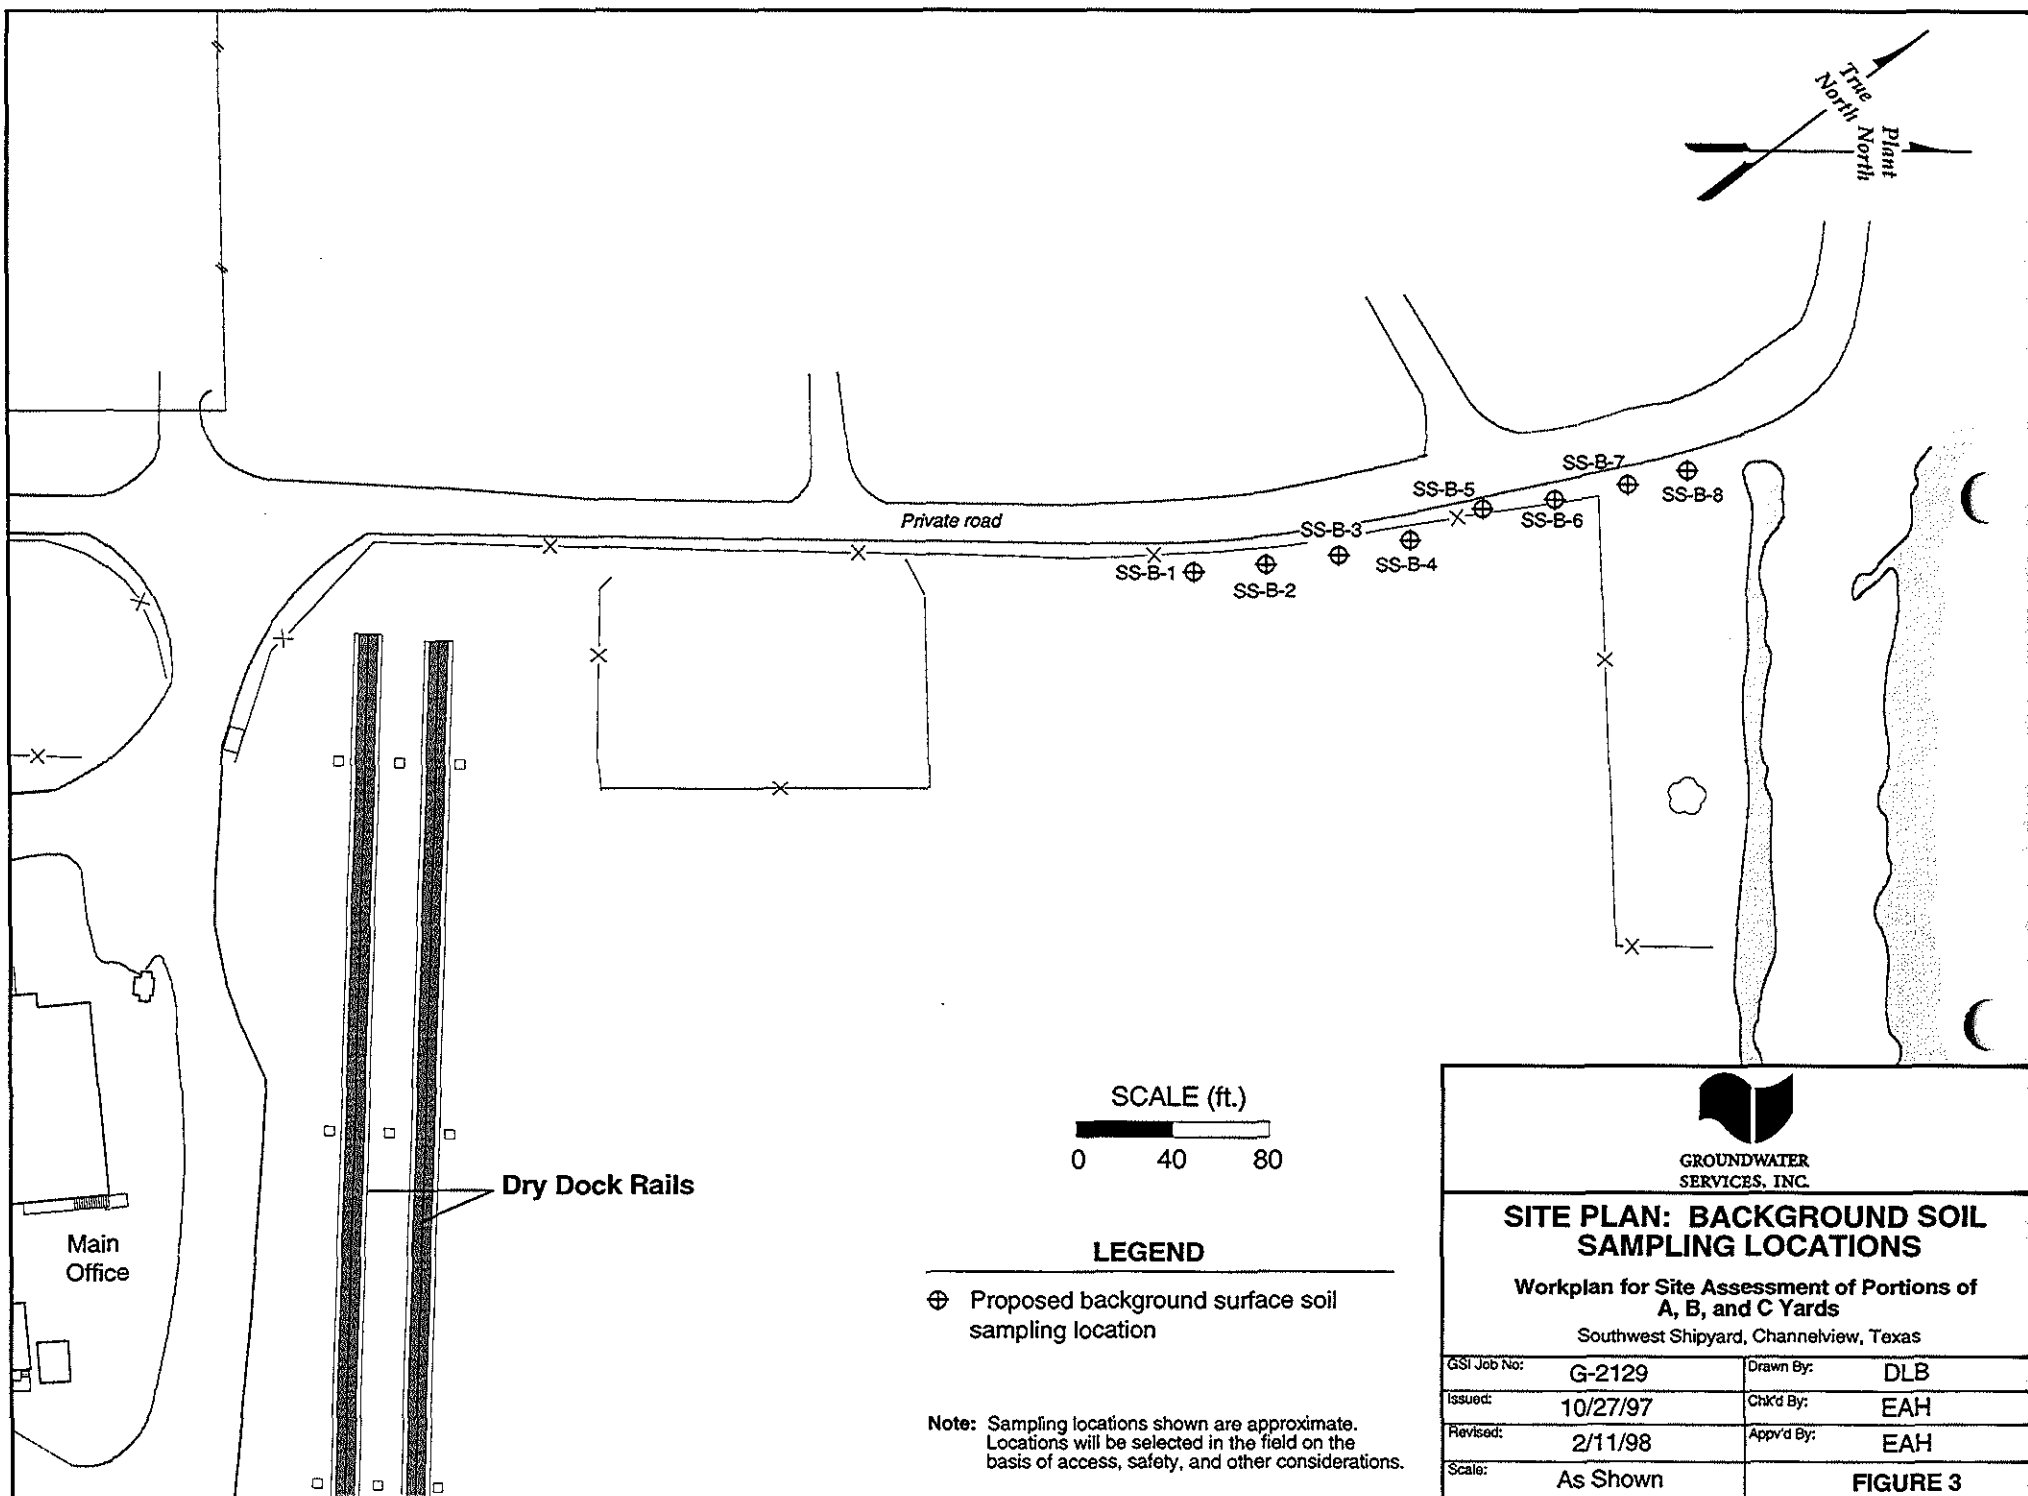 True
North
Plant
North
SS-B-7
SS-B-5
SS-B-8
Private road
SS-B-3
SS-B-6
SS-B-1
SS-B-4
SS-B-2
SCALE (ft.)
0 40 80
Dry Dock Rails
Main
Office
LEGEND
Proposed background surface soil
sampling location
Note: Sampling locations shown are approximate.
Locations will be selected in the field on the
basis of access, safety, and other considerations.
GROUNDWATER
SERVICES, INC.
SITE PLAN: BACKGROUND SOIL
SAMPLING LOCATIONS
Workplan for Site Assessment of Portions of
A, B, and C Yards
Southwest Shipyard, Channelview, Texas
GSI Job No: G-2129 Drawn By: DLB
Issued: 10/27/97 Chk'd By: EAH
Revised: 2/11/98 Appv'd By: EAH
Scale: As Shown FIGURE 3